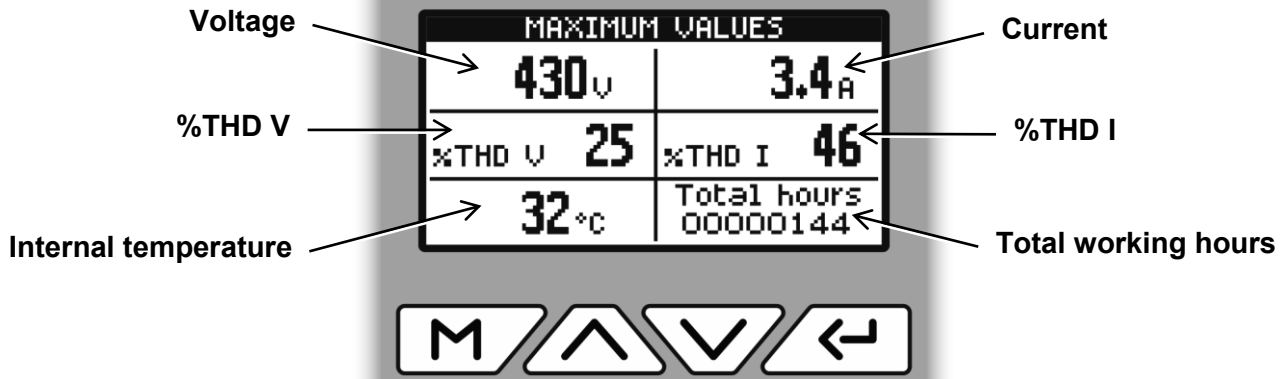 MAXIMUM VALUES
Voltage
430V
3.4A
Current
%THD V
%THD V 25
%THD I 46
%THD I
Internal temperature
32°C
Total hours
00000144
Total working hours
M